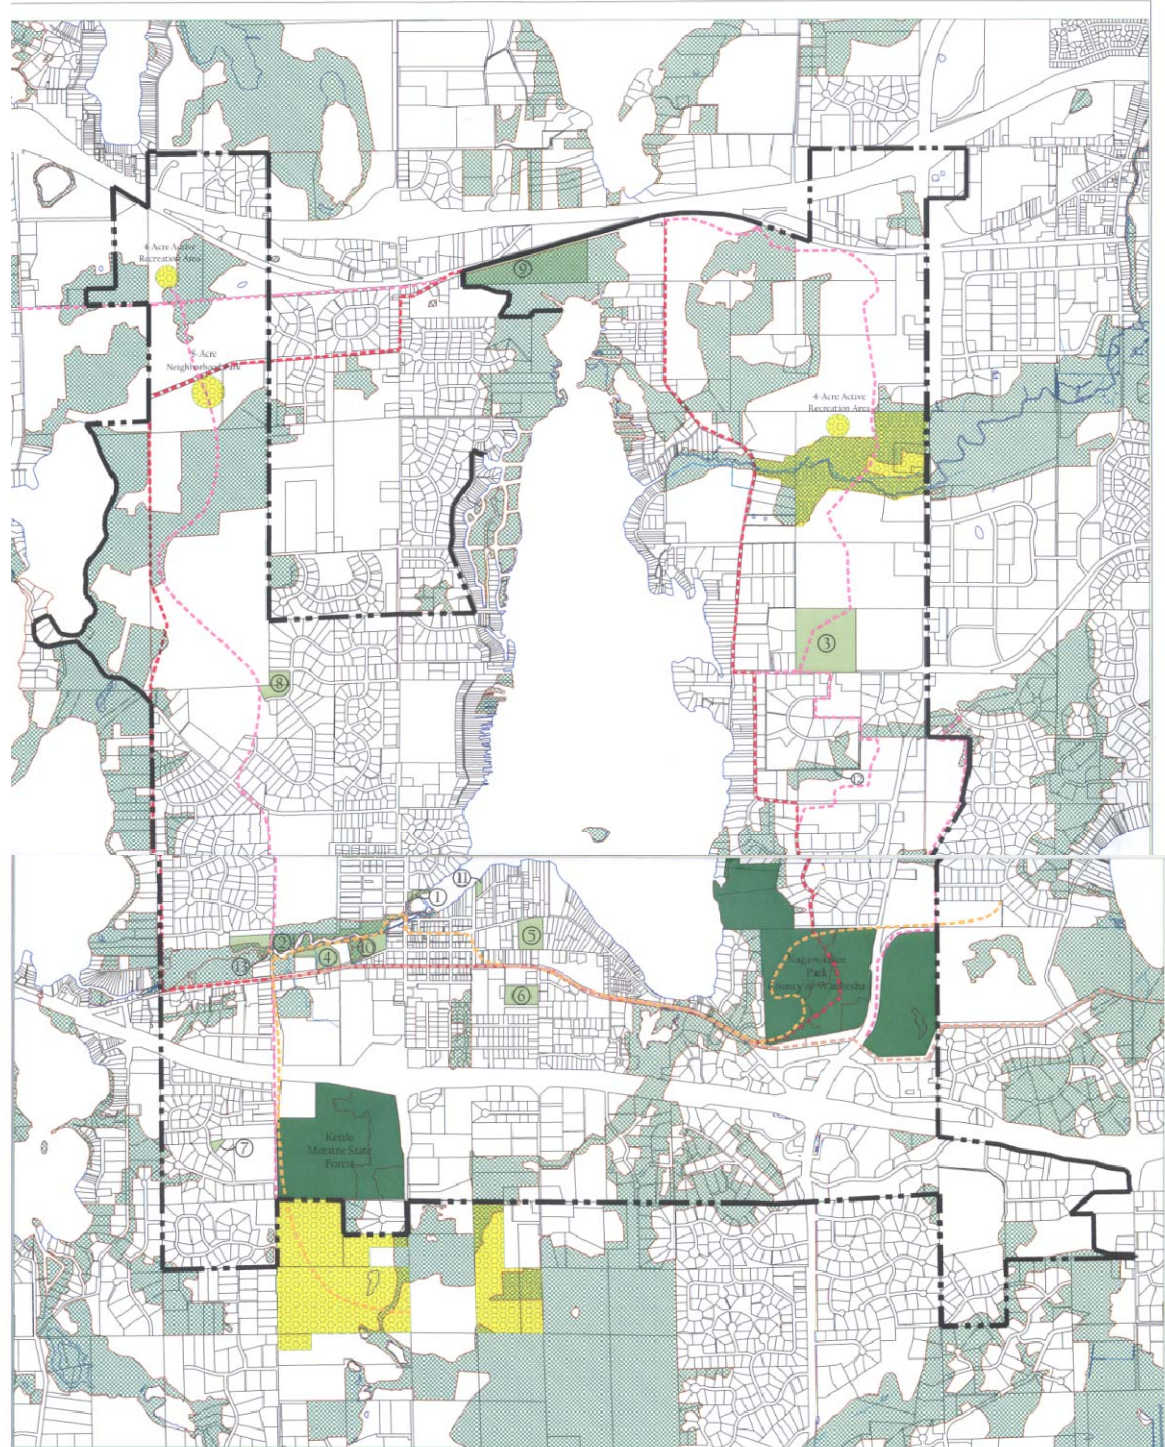 4-Acre Active
Recreation Area
⑨
5-Acre
Neighborhood Park
4-Acre Active
Recreation Area
③
⑧
⑫
⑪
①
②
⑩
⑤
④
⑬
Nagawaukee
Park
County of Waukesha
⑥
⑦
Kettle
Moraine State
Forest